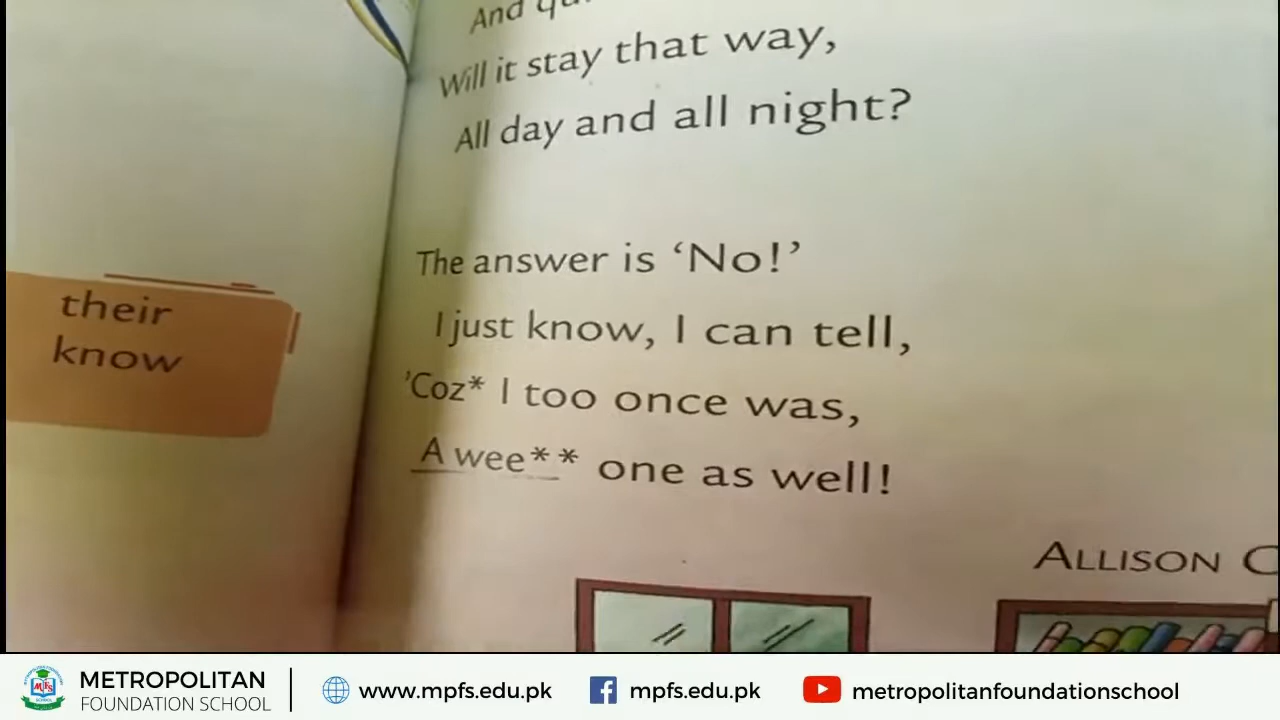 And
Will it stay that way,
All day and all night?
The answer is ‘No!’
I just know, I can tell,
’Coz* I too once was,
A wee** one as well!
ALLISON
their
know
METROPOLITAN
FOUNDATION SCHOOL
www.mpfs.edu.pk
mpfs.edu.pk
metropolitanfoundationschool
MFS